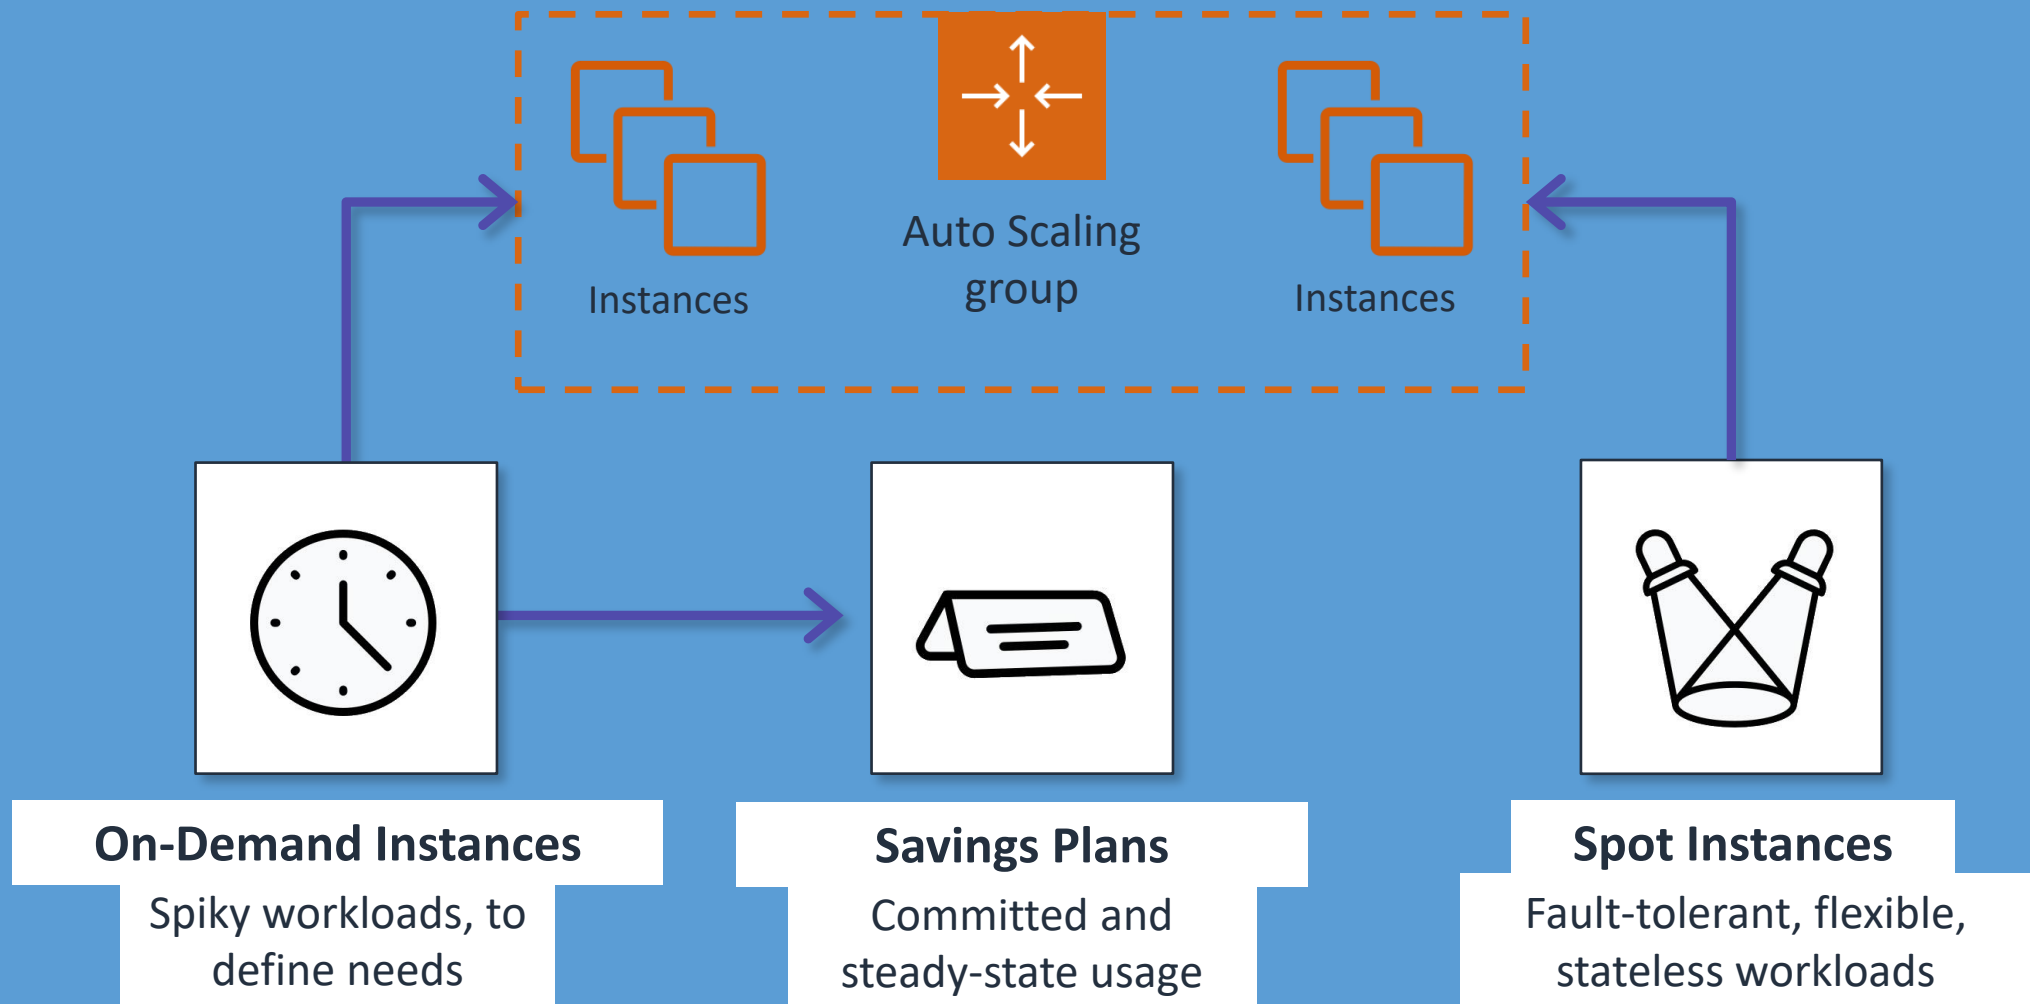 Auto Scaling
group
Instances
Instances
On-Demand Instances
Spiky workloads, to
define needs
Savings Plans
Committed and
steady-state usage
Spot Instances
Fault-tolerant, flexible,
stateless workloads